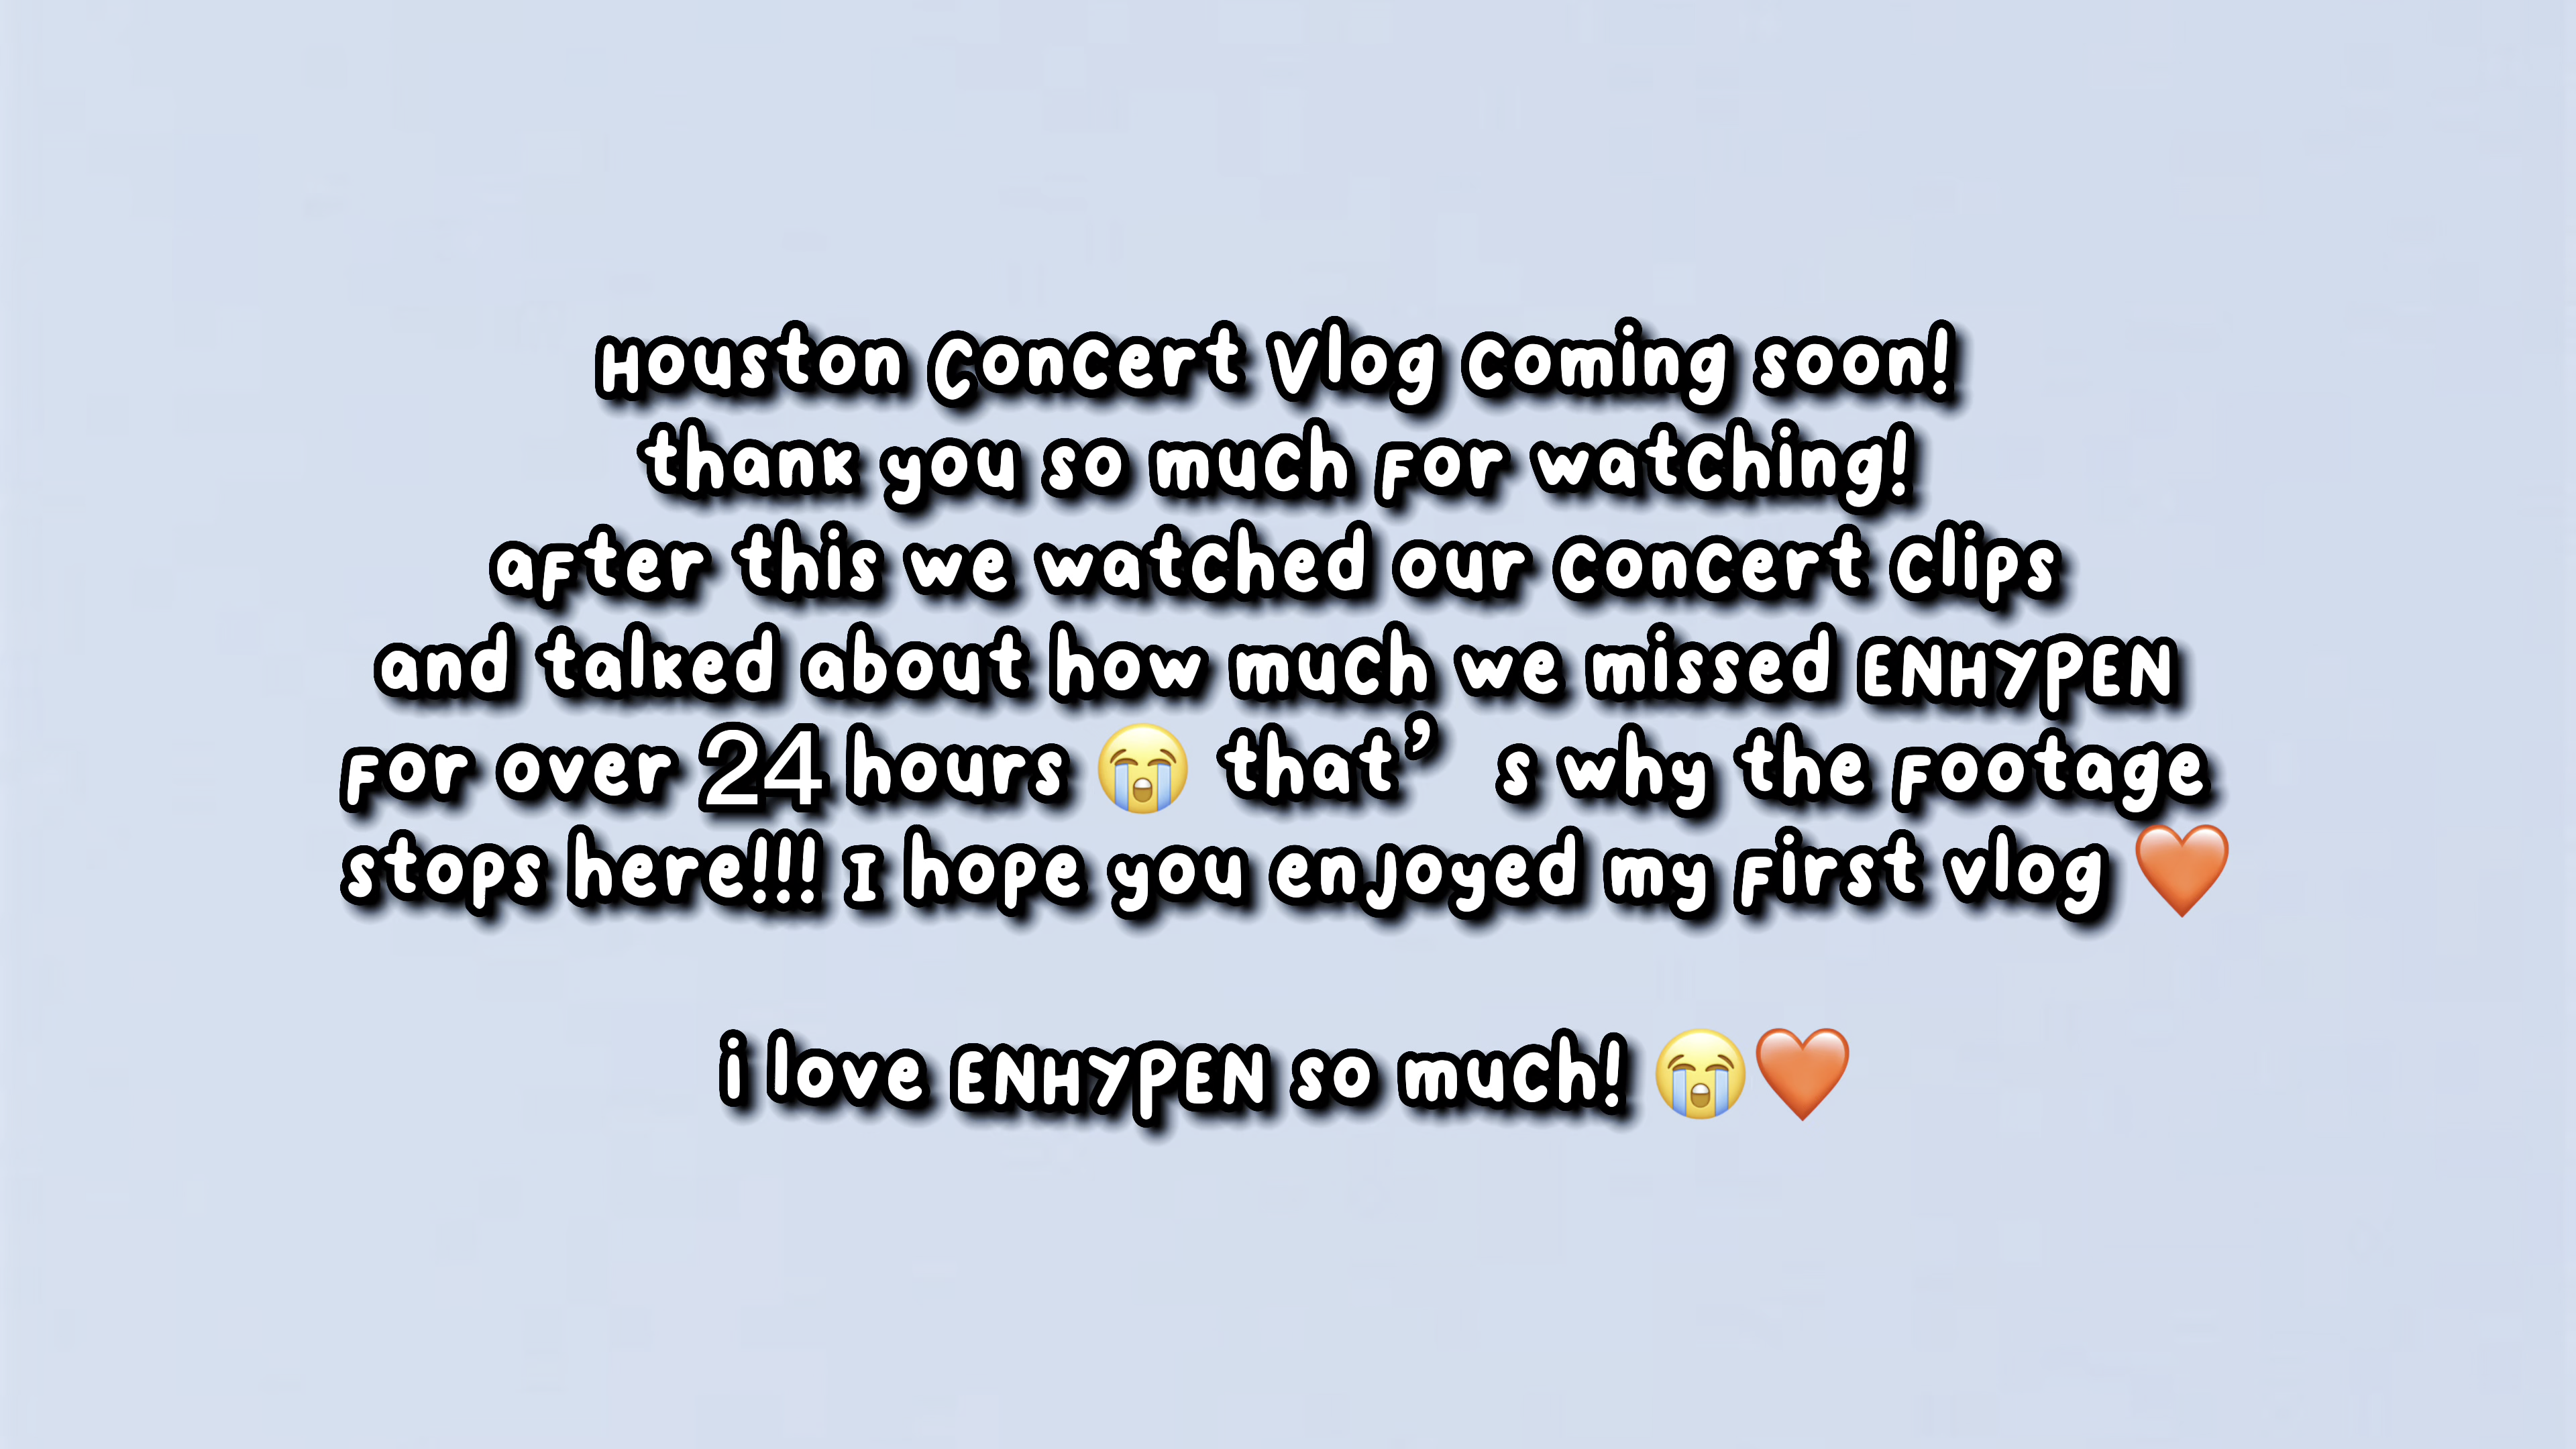 Houston Concert Vlog coming soon!
thank you so much for watching!
after this we watched our concert clips
and talked about how much we missed ENHYPEN
for over 24 hours 😭 that’s why the footage
stops here!!! I hope you enjoyed my first vlog ❤️
i love ENHYPEN so much! 😭❤️